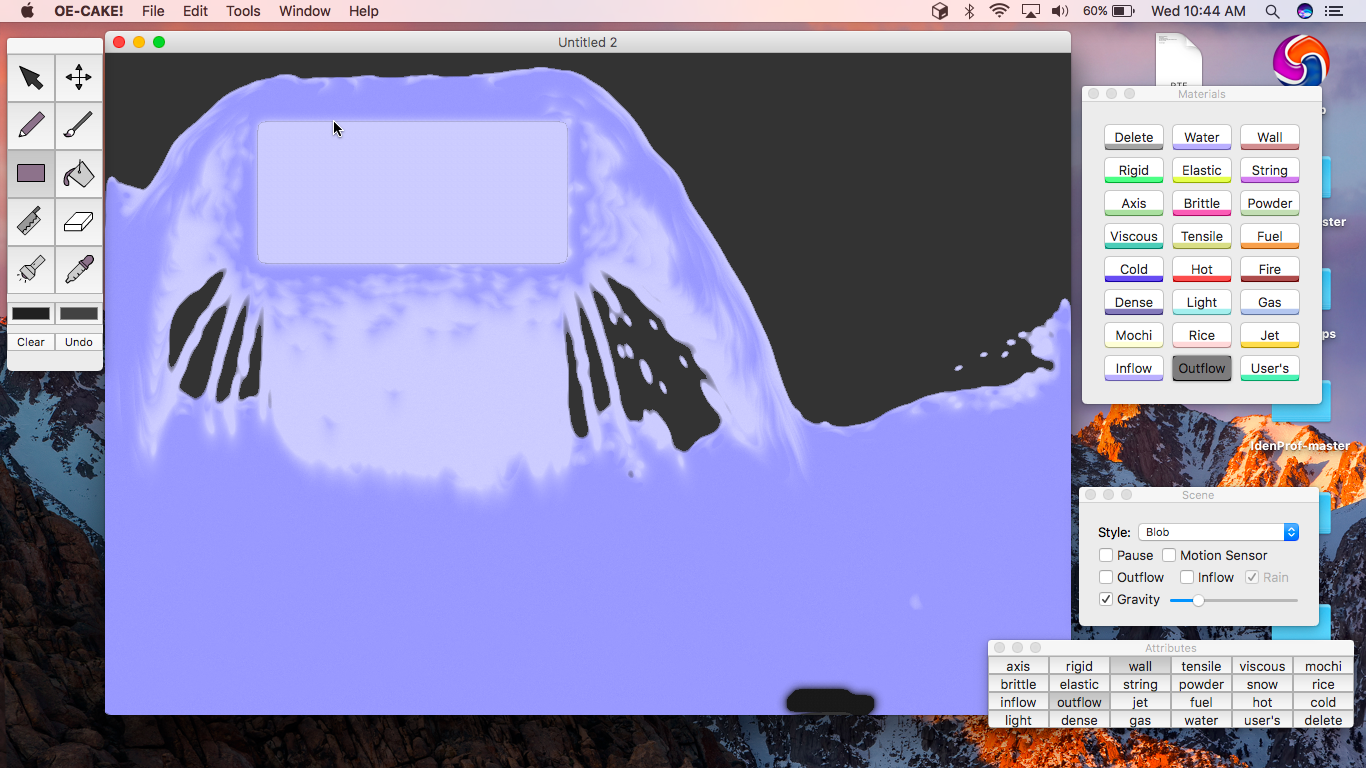 OE-CAKE! File Edit Tools Window Help 60% Wed 10:44 AM
Untitled 2
Clear Undo
Materials
Delete Water Wall
Rigid Elastic String
Axis Brittle Powder
Viscous Tensile Fuel
Cold Hot Fire
Dense Light Gas
Mochi Rice Jet
Inflow Outflow User's
IdenProf-master
Scene
Style: Blob
Pause Motion Sensor
Outflow Inflow Rain
Gravity
Attributes
axis rigid wall tensile viscous mochi
brittle elastic string powder snow rice
inflow outflow jet fuel hot cold
light dense gas water user's delete